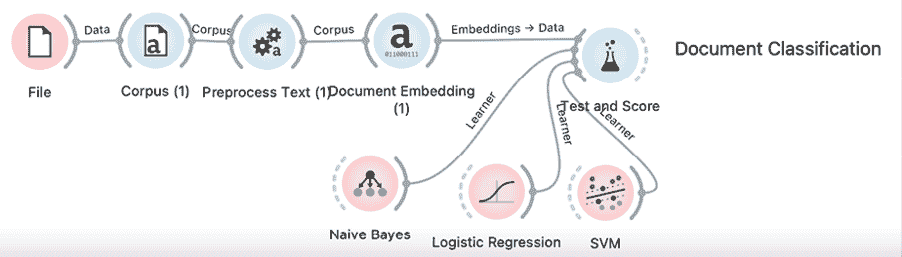 Data
Corpus
Corpus
Embeddings → Data
Document Classification
a
a
a
011000111
File
Corpus (1)
Preprocess Text (1)
Document Embedding
(1)
Test and Score
Learner
Learner
Learner
Naive Bayes
Logistic Regression
SVM